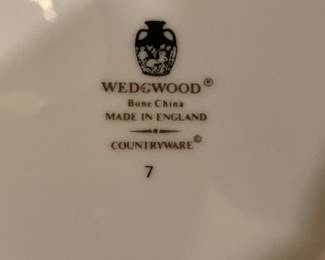 WEDGWOOD®
Bone China
MADE IN ENGLAND
COUNTRYWARE©
7